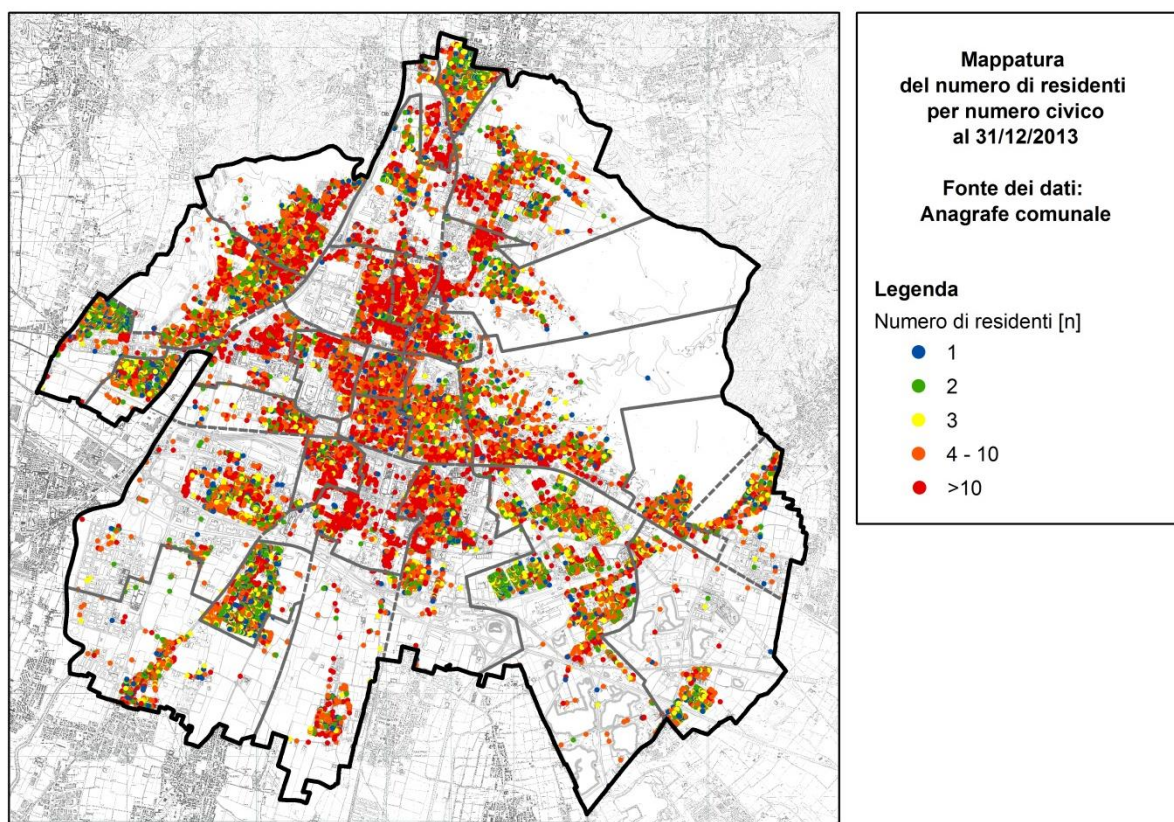 Mappatura
del numero di residenti
per numero civico
al 31/12/2013
Fonte dei dati:
Anagrafe comunale
Legenda
Numero di residenti [n]
1
2
3
4 - 10
>10